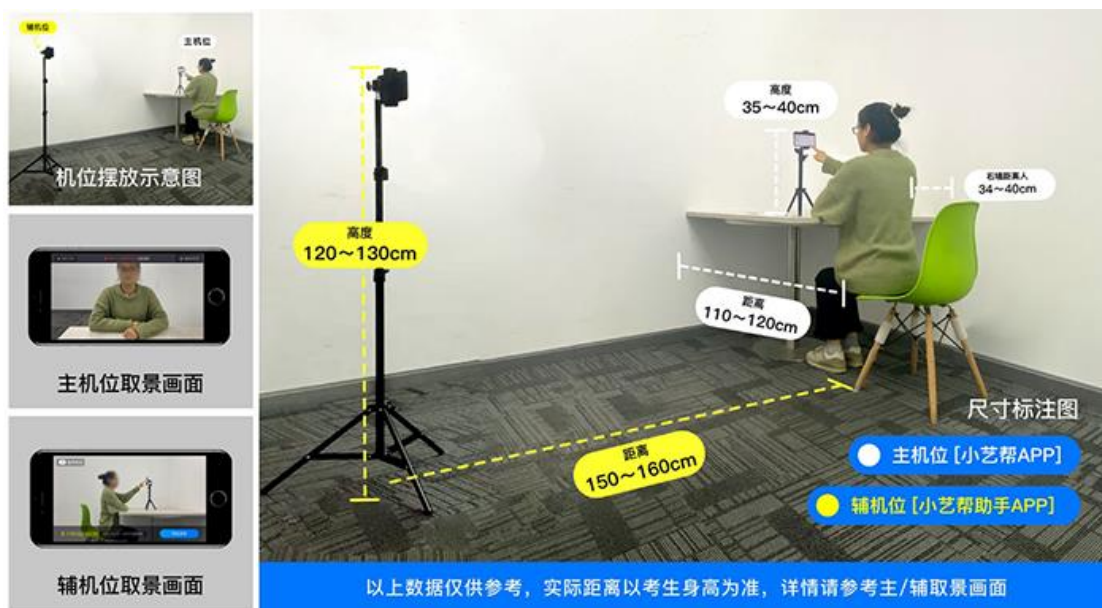 辅机位
主机位
机位摆放示意图
主机位取景画面
辅机位取景画面
高度
120～130cm
高度
35～40cm
右墙距离人
34～40cm
距离
110～120cm
距离
150～160cm
尺寸标注图
主机位 [小艺帮APP]
辅机位 [小艺帮助手APP]
以上数据仅供参考，实际距离以考生身高为准，详情请参考主/辅取景画面